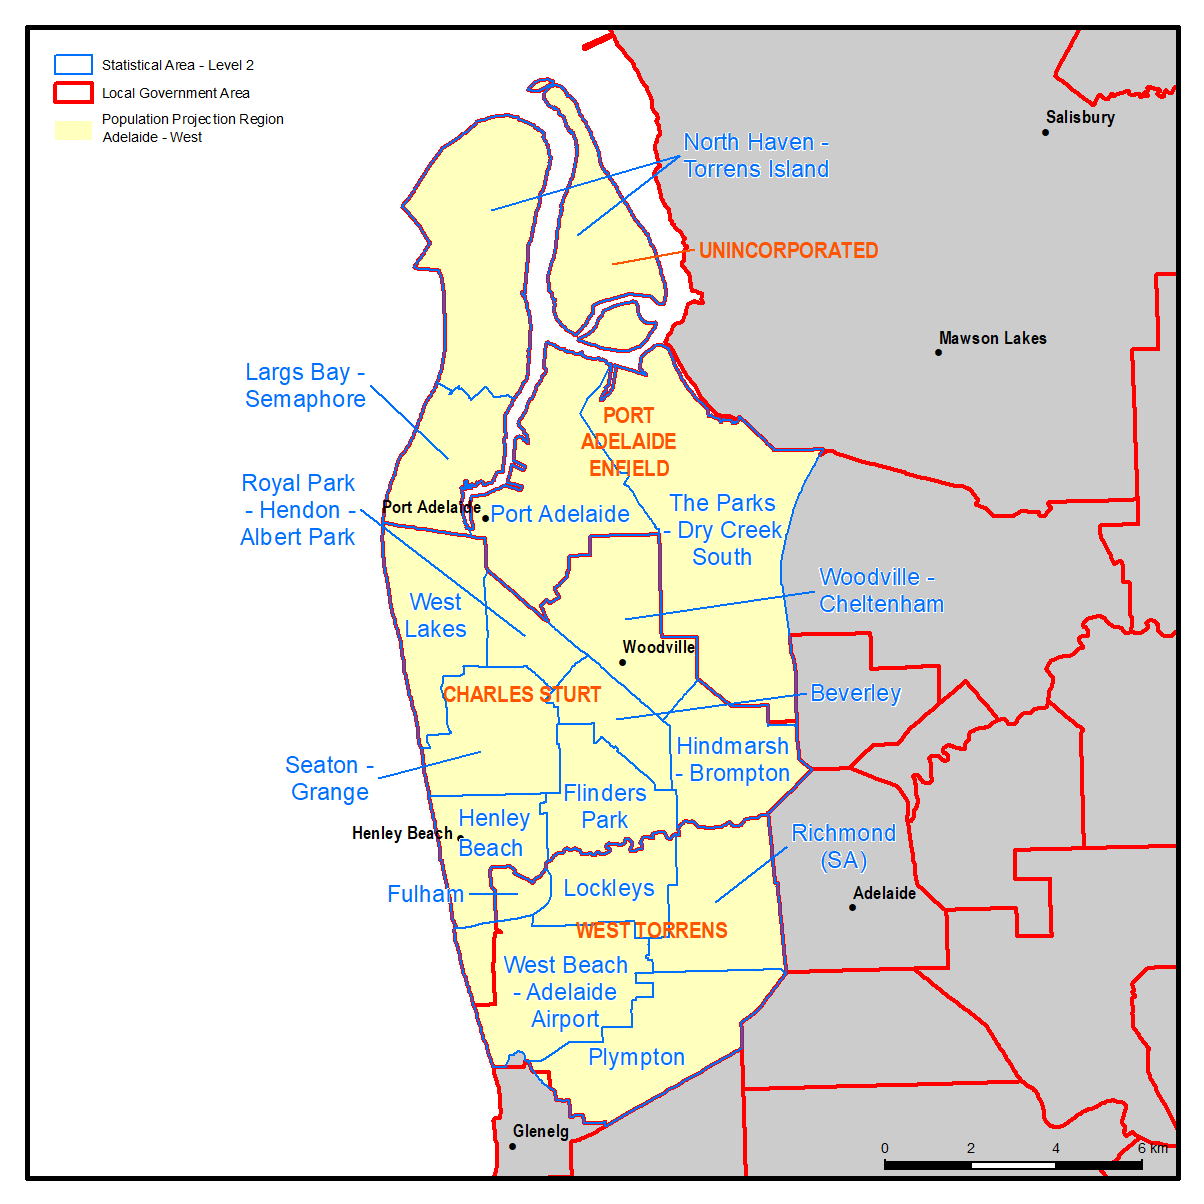 Statistical Area - Level 2
Local Government Area
Population Projection Region
Adelaide - West
Salisbury
North Haven -
Torrens Island
UNINCORPORATED
Mawson Lakes
Largs Bay -
Semaphore
PORT
ADELAIDE
ENFIELD
Royal Park
- Hendon -
Albert Park
Port Adelaide
Port Adelaide
The Parks
- Dry Creek
South
Woodville -
Cheltenham
West
Lakes
Woodville
CHARLES STURT
Beverley
Hindmarsh
- Brompton
Seaton -
Grange
Flinders
Park
Henley
Beach
Henley Beach
Richmond
(SA)
Fulham
Lockleys
Adelaide
WEST TORRENS
West Beach
- Adelaide
Airport
Plympton
Glenelg
0 2 4 6 km